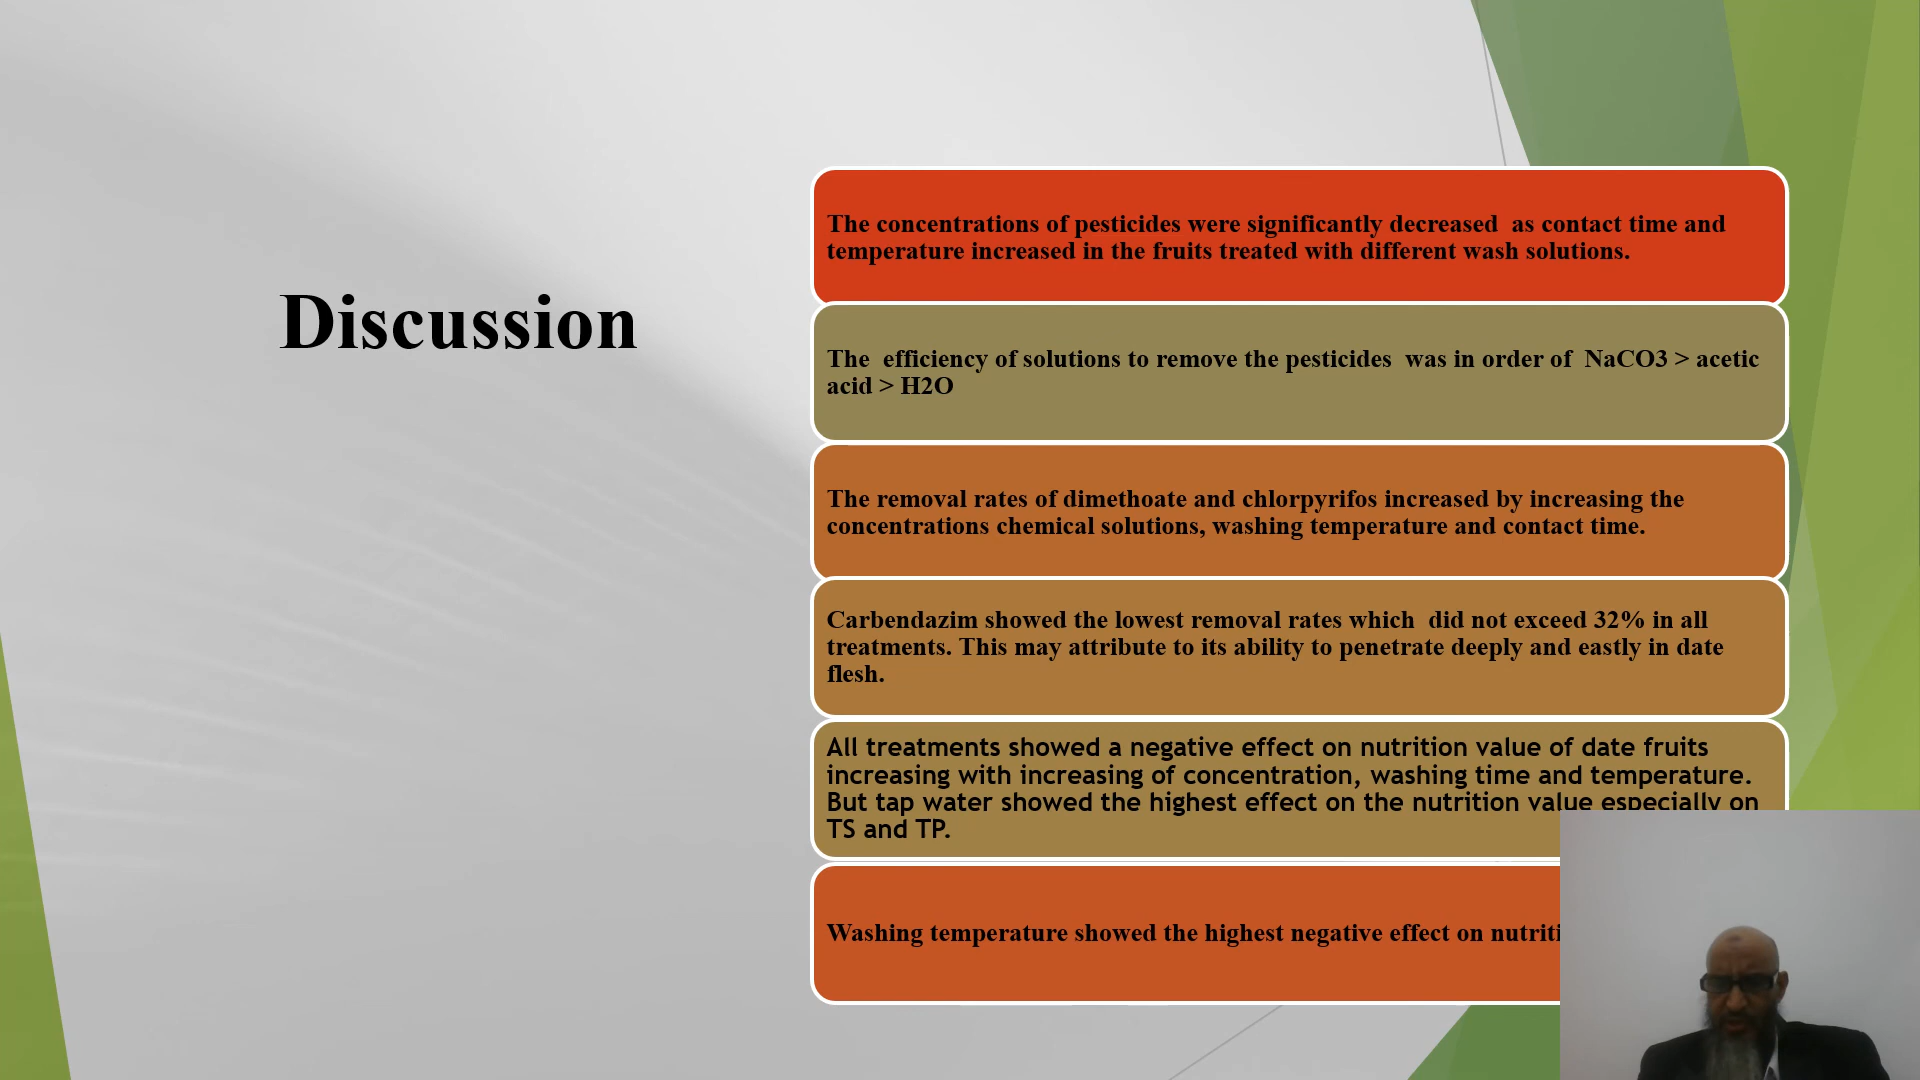 Discussion
The concentrations of pesticides were significantly decreased as contact time and
temperature increased in the fruits treated with different wash solutions.
The efficiency of solutions to remove the pesticides was in order of NaCO3 > acetic
acid > H2O
The removal rates of dimethoate and chlorpyrifos increased by increasing the
concentrations chemical solutions, washing temperature and contact time.
Carbendazim showed the lowest removal rates which did not exceed 32% in all
treatments. This may attribute to its ability to penetrate deeply and eastly in date
flesh.
All treatments showed a negative effect on nutrition value of date fruits
increasing with increasing of concentration, washing time and temperature.
But tap water showed the highest effect on the nutrition value especially on
TS and TP.
Washing temperature showed the highest negative effect on